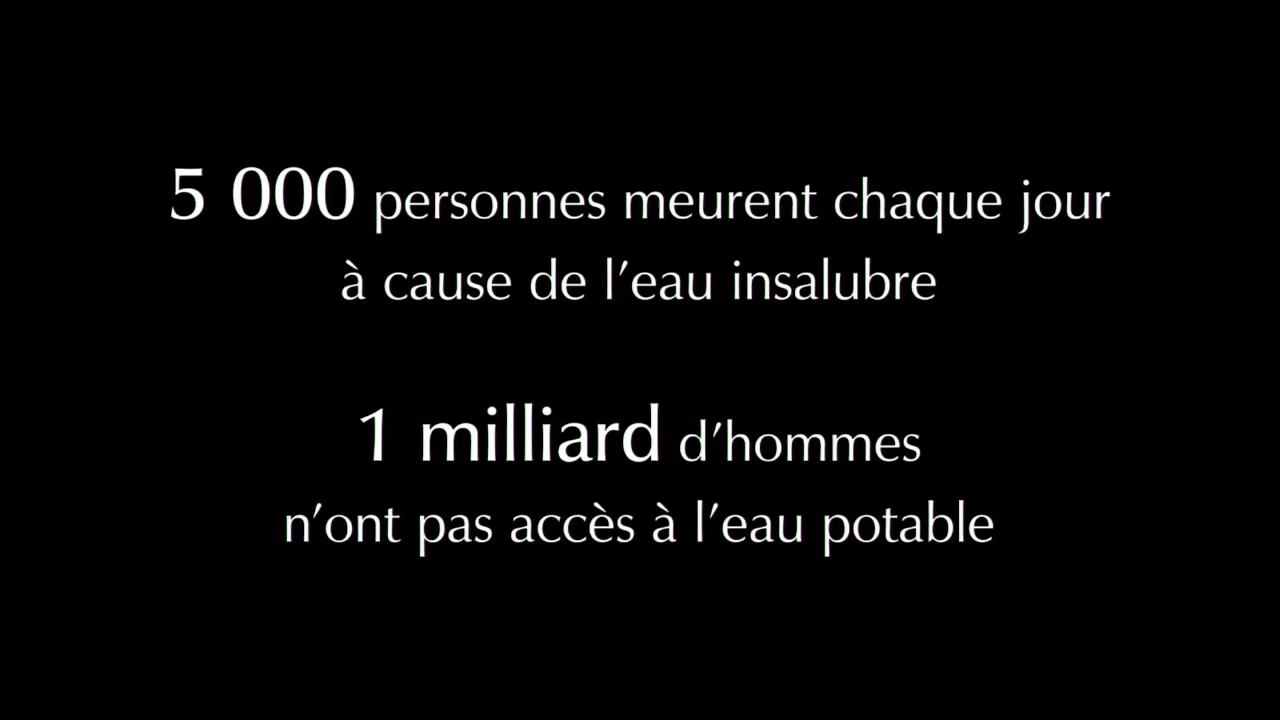 5 000 personnes meurent chaque jour
à cause de l’eau insalubre
1 milliard d’hommes
n’ont pas accès à l’eau potable